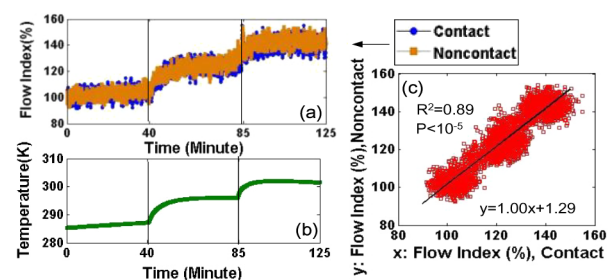 160
140
120
100
80
Flow Index(%)
(a)
0
40
85
125
Time (Minute)
Contact
Noncontact
310
300
290
280
Temperature(K)
(b)
0
40
85
125
Time (Minute)
160
140
120
100
80
y: Flow Index (%),Noncontact
(c)
R²=0.89
P<10⁻⁵
y=1.00x+1.29
80
100
120
140
160
x: Flow Index (%), Contact